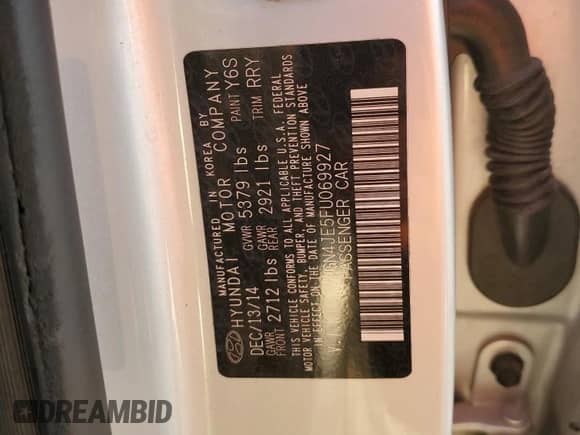 MANUFACTURED IN KOREA BY
HYUNDAI MOTOR COMPANY
DEC/13/14 GVWR 5379 lbs PAINT Y6S
GAWR FRONT 2712 lbs GAWR REAR 2921 lbs TRIM RRY
THIS VEHICLE CONFORMS TO ALL APPLICABLE U.S.A. FEDERAL
MOTOR VEHICLE SAFETY, BUMPER, AND THEFT PREVENTION STANDARDS
IN EFFECT ON THE DATE OF MANUFACTURE SHOWN ABOVE
GN4JE5FU069927
PASSENGER CAR
DREAMBID